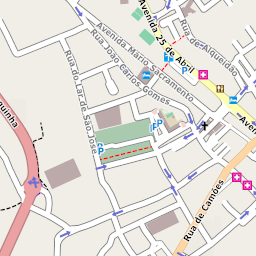 Avenida 25 de Abril
Rua de Alqueidão
Avenida Mário Sacramento
Rua João Carlos Gomes
Rua do Lar de São José
Rua de Camões
P
P